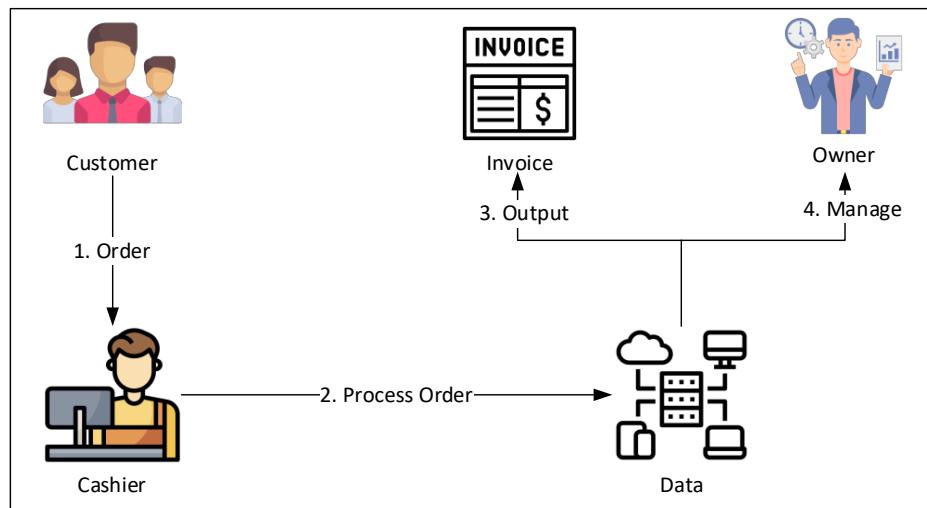 INVOICE
$
Customer
Invoice
Owner
3. Output
4. Manage
1. Order
2. Process Order
Cashier
Data